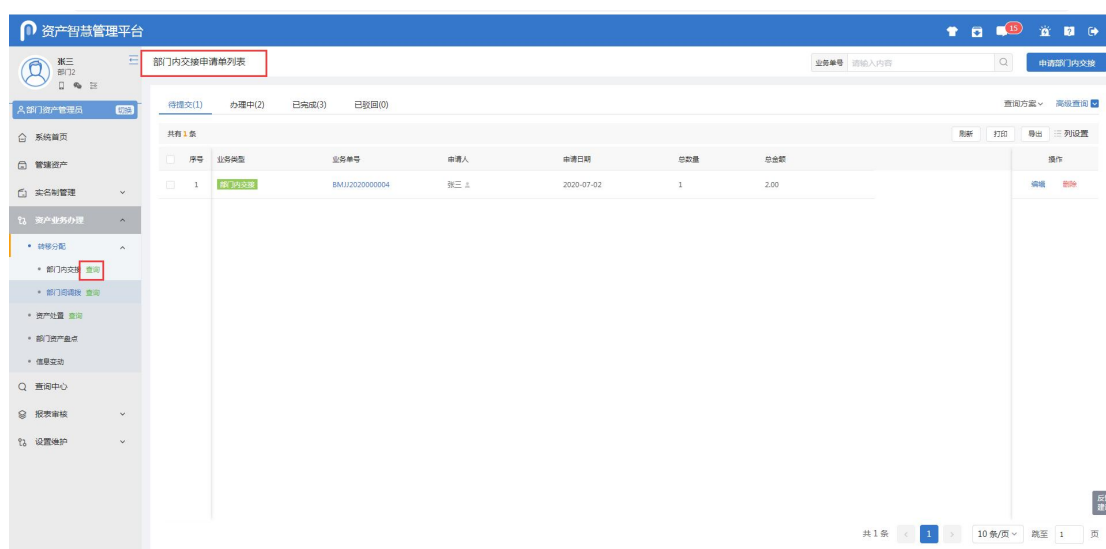 资产智慧管理平台
15
张三
部门2
部门资产管理员 切换
系统首页
管辖资产
实名制管理
资产业务办理
转移分配
部门内交接 查询
部门间调拨 查询
资产处置 查询
部门资产盘点
信息变动
查询中心
报表审核
设置维护
部门内交接申请单列表
业务单号 请输入内容
申请部门内交接
待提交(1) 办理中(2) 已完成(3) 已驳回(0)
查询方案 高级查询
共有 1 条
刷新 打印 导出 列设置
序号 业务类型 业务单号 申请人 申请日期 总数量 总金额 操作
1 部门内交接 BMJJ2020000004 张三 2020-07-02 1 2.00 编辑 删除
共 1 条 < 1 > 10 条/页 跳至 1 页